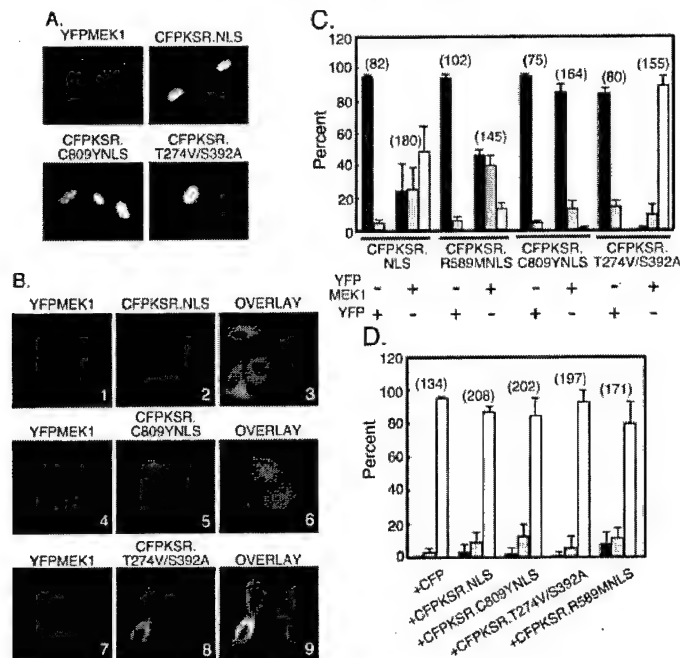 A.
YFPMEK1 CFPKSR.NLS
CFPKSR.
C809YNLS
CFPKSR.
T274V/S392A
B.
YFPMEK1 CFPKSR.NLS OVERLAY
1 2 3
YFPMEK1
CFPKSR.
C809YNLS
OVERLAY
4 5 6
YFPMEK1
CFPKSR.
T274V/S392A
OVERLAY
7 8 9
C.
Percent
120
100
80
60
40
20
0
(82) (180) (102) (145) (75) (164) (80) (155)
CFPKSR.
NLS
CFPKSR.
R589MNLS
CFPKSR.
C809YNLS
CFPKSR.
T274V/S392A
YFP
MEK1 - + - + - + - +
YFP + - + - + - + -
D.
Percent
120
100
80
60
40
20
0
(134) (208) (202) (197) (171)
+CFP
+CFPKSR.NLS
+CFPKSR.C809YNLS
+CFPKSR.T274V/S392A
+CFPKSR.R589MNLS